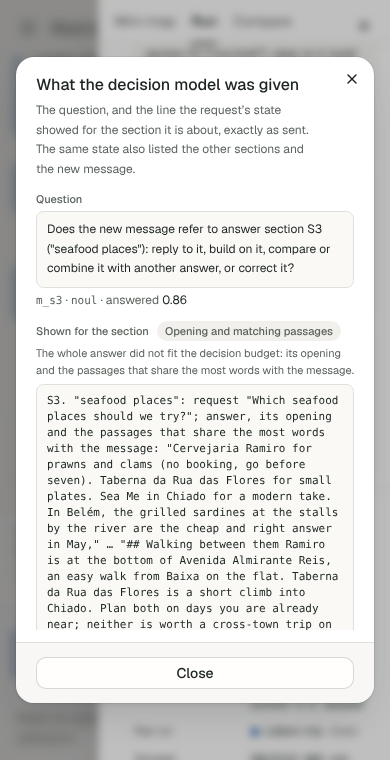 What the decision model was given
The question, and the line the request's state
showed for the section it is about, exactly as sent.
The same state also listed the other sections and
the new message.
Question
Does the new message refer to answer section S3
("seafood places"): reply to it, build on it, compare or
combine it with another answer, or correct it?
m_s3 · noul · answered 0.86
Shown for the section Opening and matching passages
The whole answer did not fit the decision budget: its opening
and the passages that share the most words with the message.
S3. "seafood places": request "Which seafood
places should we try?"; answer, its opening
and the passages that share the most words
with the message: "Cervejaria Ramiro for
prawns and clams (no booking, go before
seven). Taberna da Rua das Flores for small
plates. Sea Me in Chiado for a modern take.
In Belém, the grilled sardines at the stalls
by the river are the cheap and right answer
in May," … "## Walking between them Ramiro
is at the bottom of Avenida Almirante Reis,
an easy walk from Baixa on the flat. Taberna
da Rua das Flores is a short climb into
Chiado. Plan both on days you are already
near; neither is worth a cross-town trip on
Close